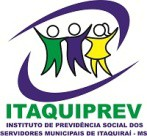 ITAQUIPREV
INSTITUTO DE PREVIDÊNCIA SOCIAL DOS
SERVIDORES MUNICIPAIS DE ITAQUIRAÍ - MS